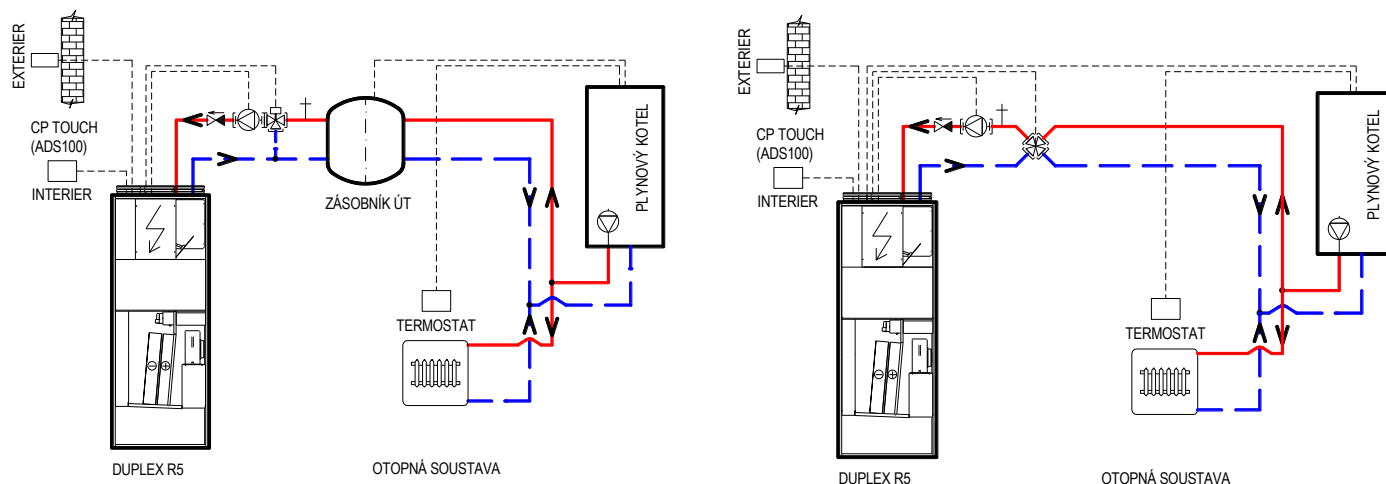 EXTERIER
CP TOUCH
(ADS100)
INTERIER
ZÁSOBNÍK ÚT
PLYNOVÝ KOTEL
TERMOSTAT
DUPLEX R5
OTOPNÁ SOUSTAVA
EXTERIER
CP TOUCH
(ADS100)
INTERIER
PLYNOVÝ KOTEL
TERMOSTAT
DUPLEX R5
OTOPNÁ SOUSTAVA